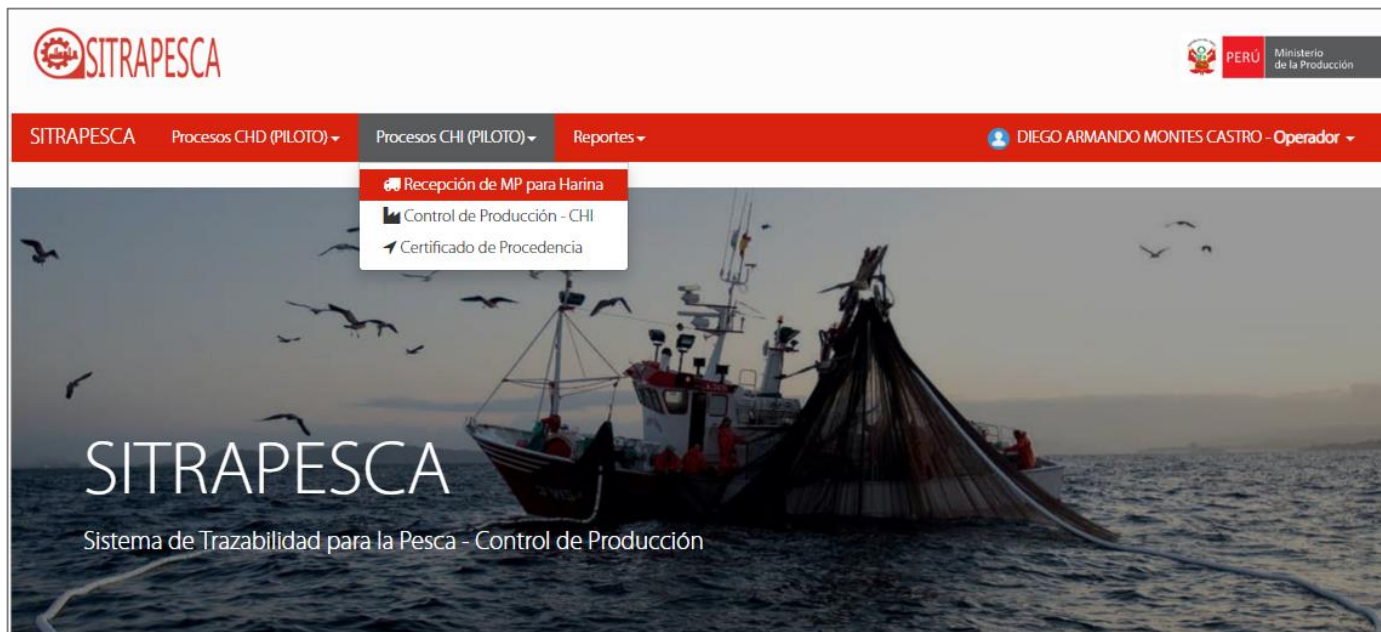 SITRAPESCA
PERÚ Ministerio de la Producción
SITRAPESCA Procesos CHD (PILOTO) Procesos CHI (PILOTO) Reportes DIEGO ARMANDO MONTES CASTRO - Operador
Recepción de MP para Harina
Control de Producción - CHI
Certificado de Procedencia
SITRAPESCA
Sistema de Trazabilidad para la Pesca - Control de Producción